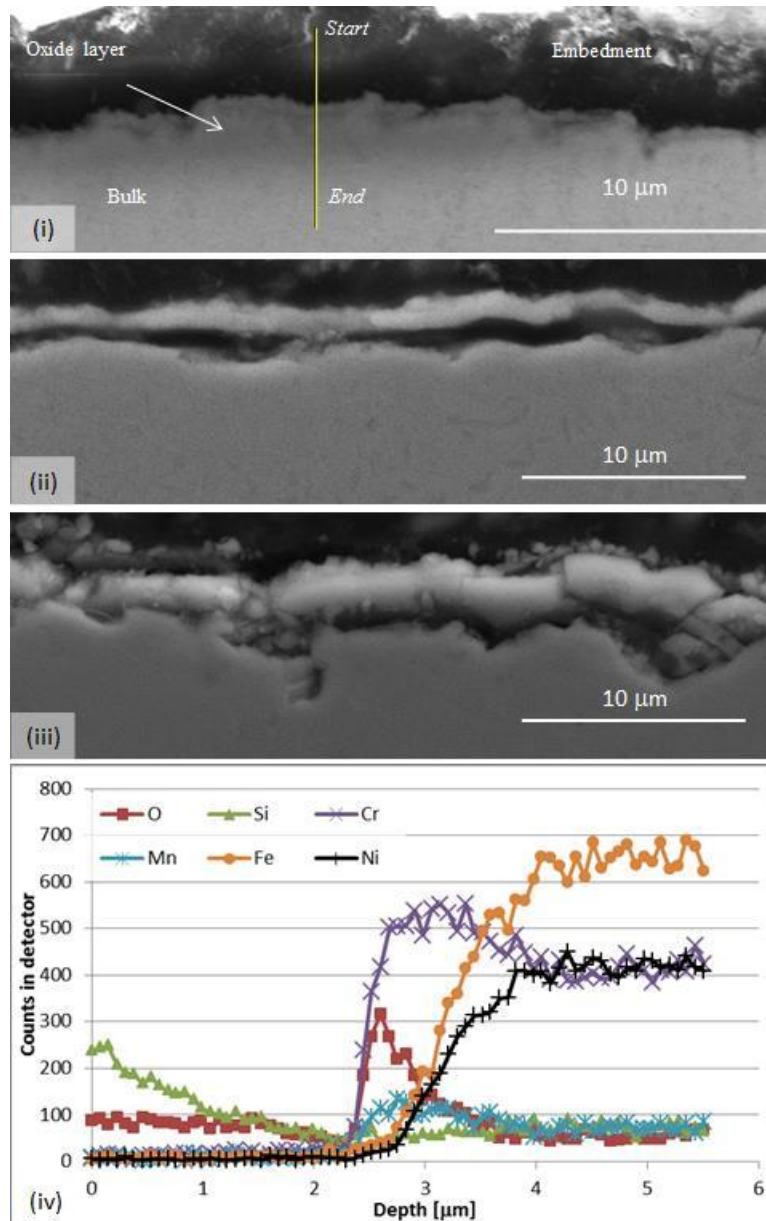 Start
Oxide layer
Embedment
Bulk
End
10 μm
(i)
10 μm
(ii)
10 μm
(iii)
800
700
600
500
400
300
200
100
0
Counts in detector
O
Si
Cr
Mn
Fe
Ni
0
1
2
3
4
5
6
Depth [μm]
(iv)